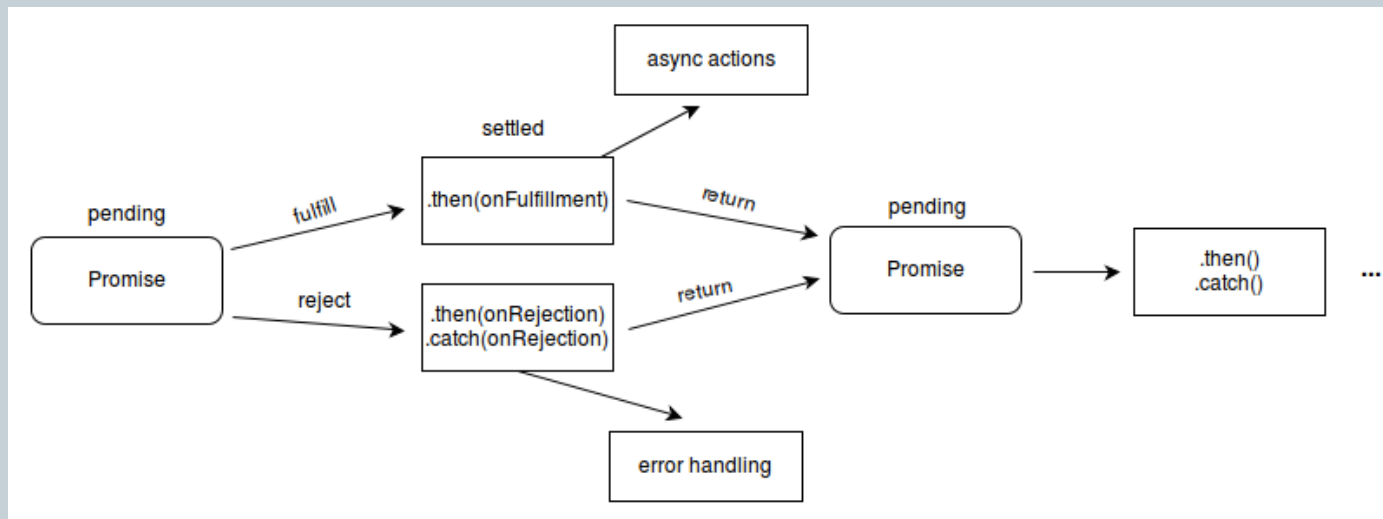 async actions
settled
.then(onFulfillment)
pending
fulfill
return
pending
Promise
Promise
.then()
.catch()
...
reject
.then(onRejection)
.catch(onRejection)
return
error handling